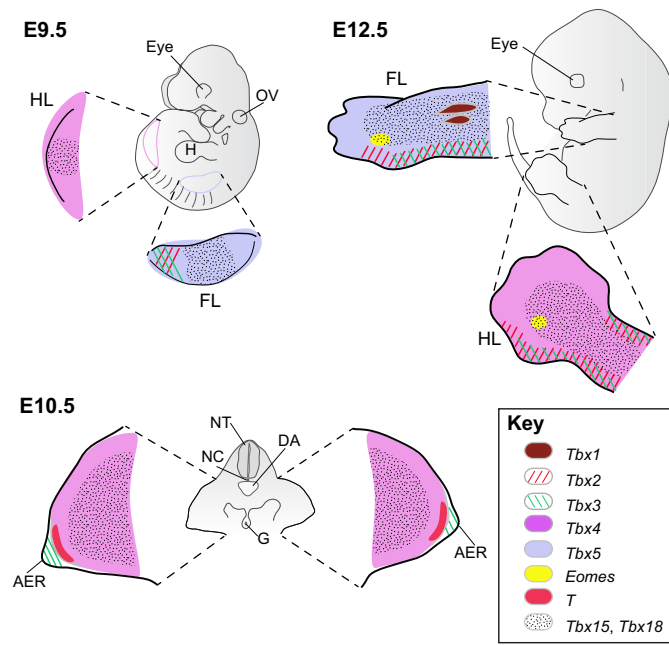 E9.5
E12.5
Eye
HL
OV
H
FL
FL
Eye
HL
E10.5
NT
DA
NC
G
AER
AER
Key
Tbx1
Tbx2
Tbx3
Tbx4
Tbx5
Eomes
T
Tbx15, Tbx18